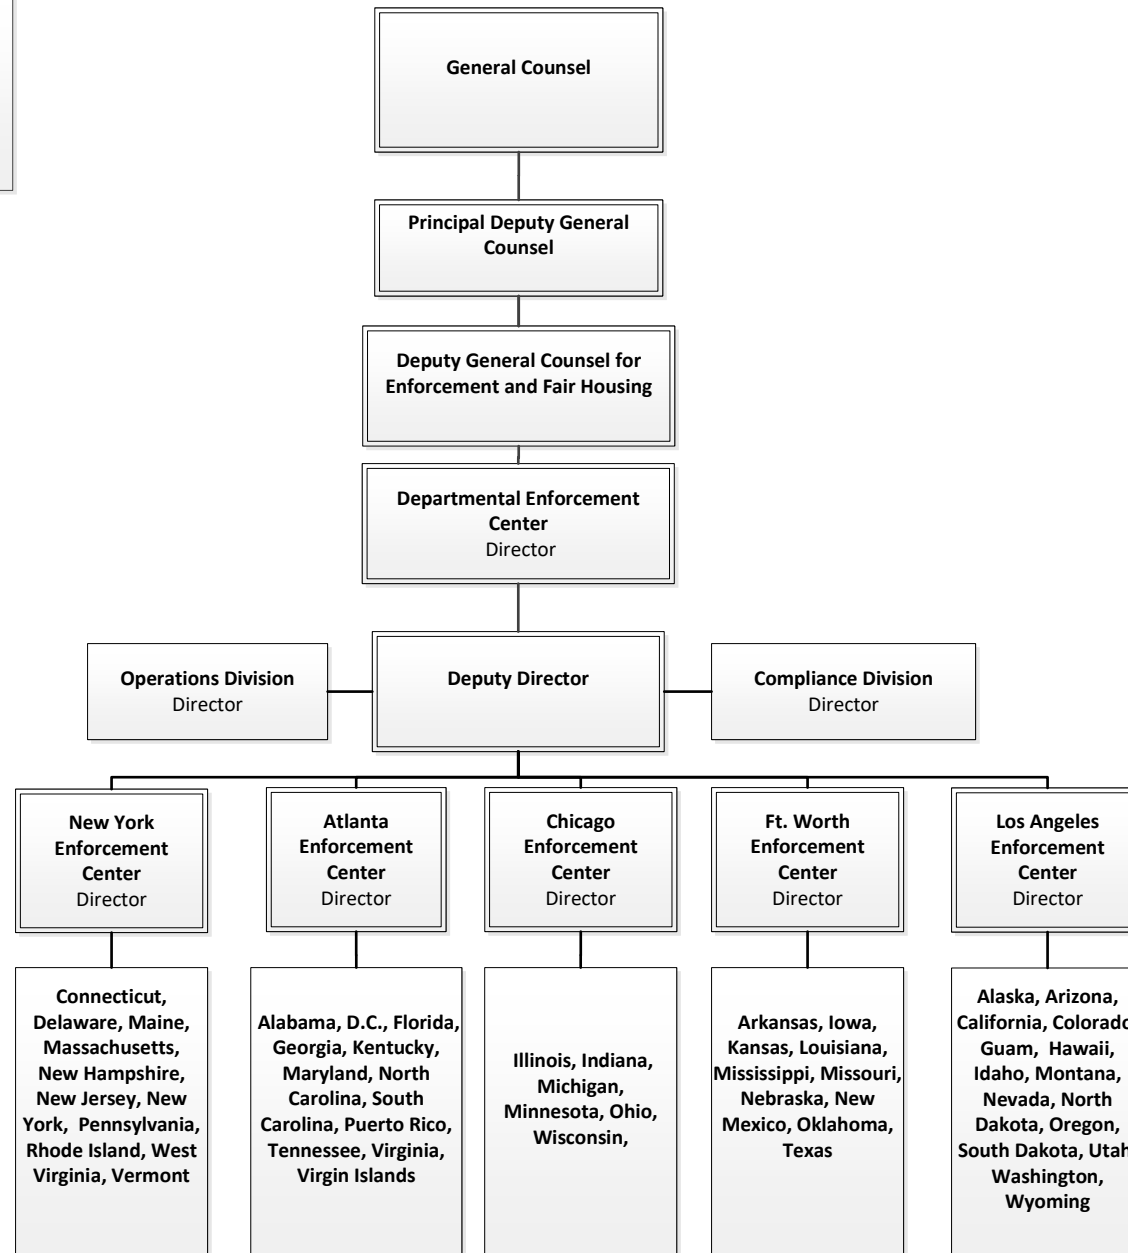 General Counsel
Principal Deputy General
Counsel
Deputy General Counsel for
Enforcement and Fair Housing
Departmental Enforcement
Center
Director
Operations Division
Director
Deputy Director
Compliance Division
Director
New York
Enforcement
Center
Director
Atlanta
Enforcement
Center
Director
Chicago
Enforcement
Center
Director
Ft. Worth
Enforcement
Center
Director
Los Angeles
Enforcement
Center
Director
Connecticut,
Delaware, Maine,
Massachusetts,
New Hampshire,
New Jersey, New
York, Pennsylvania,
Rhode Island, West
Virginia, Vermont
Alabama, D.C., Florida,
Georgia, Kentucky,
Maryland, North
Carolina, South
Carolina, Puerto Rico,
Tennessee, Virginia,
Virgin Islands
Illinois, Indiana,
Michigan,
Minnesota, Ohio,
Wisconsin,
Arkansas, Iowa,
Kansas, Louisiana,
Mississippi, Missouri,
Nebraska, New
Mexico, Oklahoma,
Texas
Alaska, Arizona,
California, Colorado
Guam, Hawaii,
Idaho, Montana,
Nevada, North
Dakota, Oregon,
South Dakota, Utah
Washington,
Wyoming